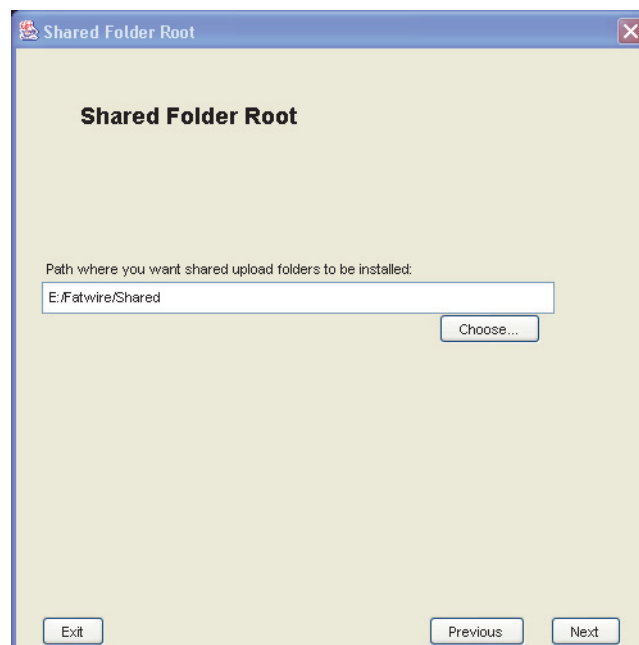 Shared Folder Root
Shared Folder Root
Path where you want shared upload folders to be installed:
E:/Fatwire/Shared
Choose...
Exit Previous Next